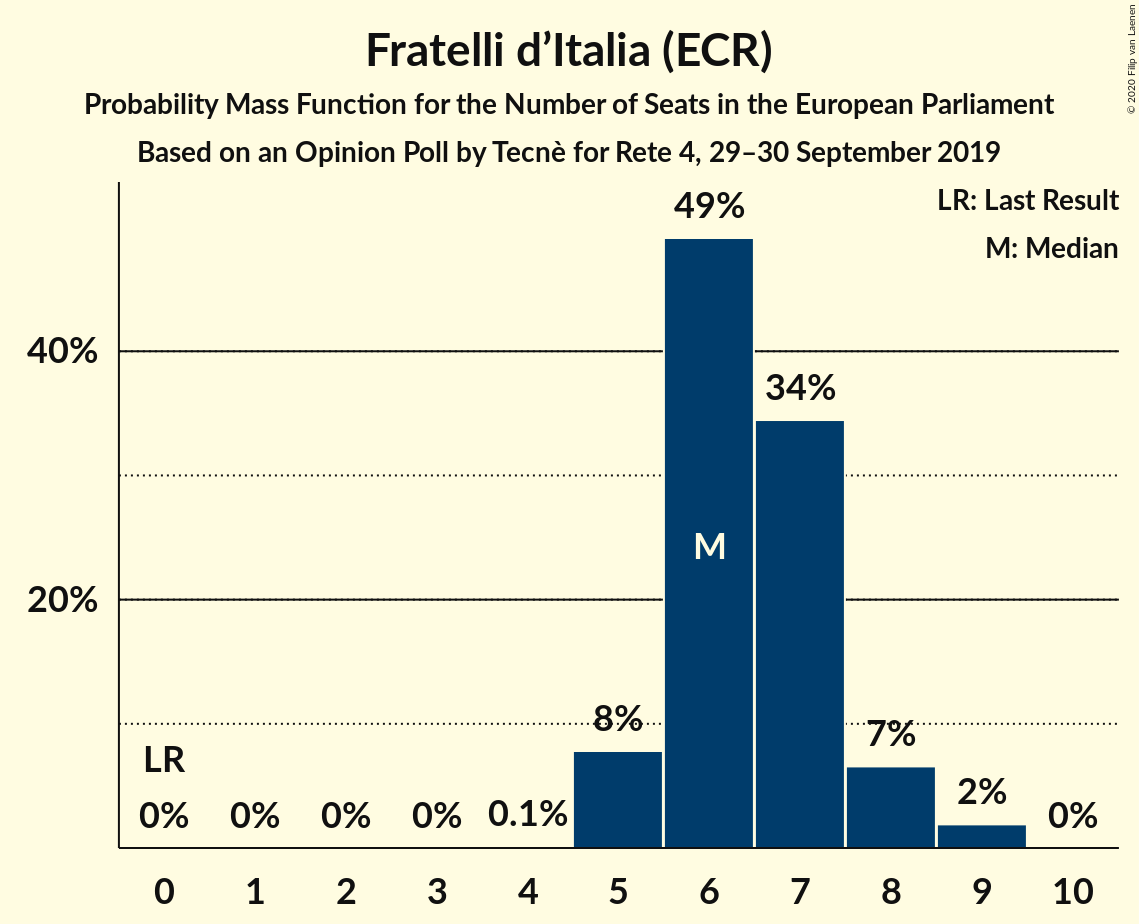 Fratelli d’Italia (ECR)
Probability Mass Function for the Number of Seats in the European Parliament
Based on an Opinion Poll by Tecnè for Rete 4, 29–30 September 2019
© 2020 Filip van Laenen
LR: Last Result
M: Median
49%
40%
34%
M
20%
8%
7%
LR
2%
0%
0%
0%
0%
0.1%
0%
0 1 2 3 4 5 6 7 8 9 10